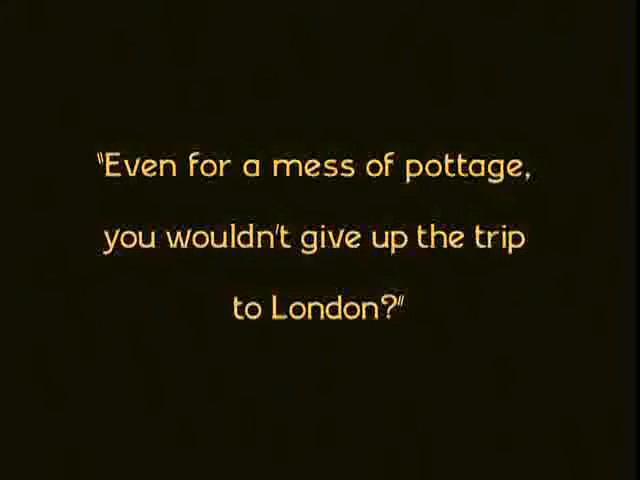 "Even for a mess of pottage,
you wouldn't give up the trip
to London?"